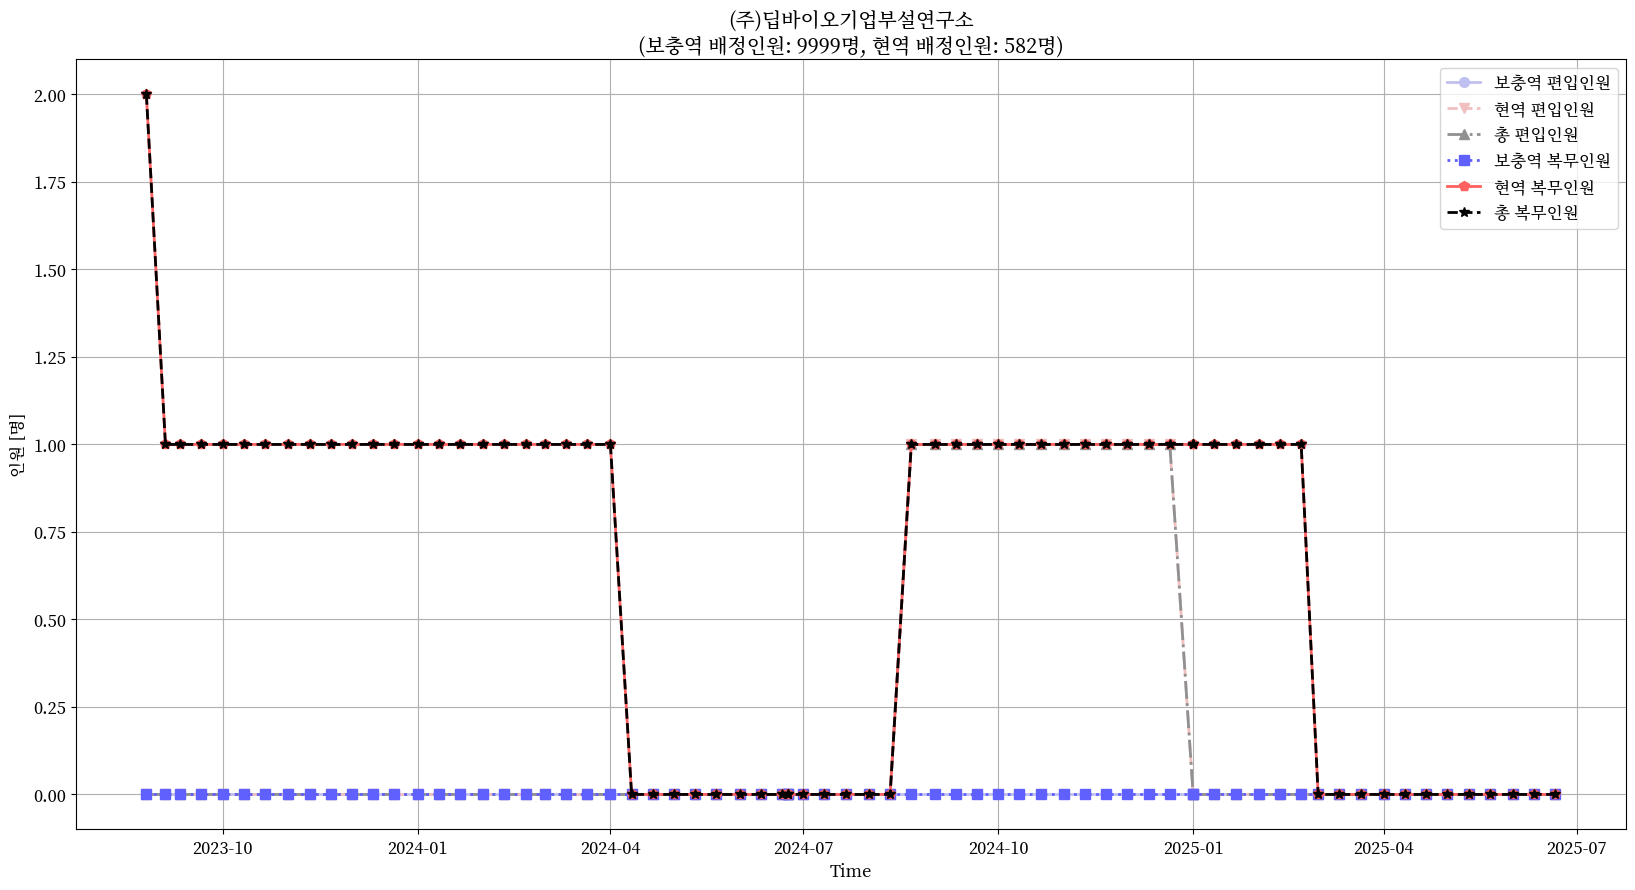 (주)딥바이오기업부설연구소
(보충역 배정인원: 9999명, 현역 배정인원: 582명)
보충역 편입인원
현역 편입인원
총 편입인원
보충역 복무인원
현역 복무인원
총 복무인원
인원 [명]
2.00
1.75
1.50
1.25
1.00
0.75
0.50
0.25
0.00
2023-10
2024-01
2024-04
2024-07
2024-10
2025-01
2025-04
2025-07
Time